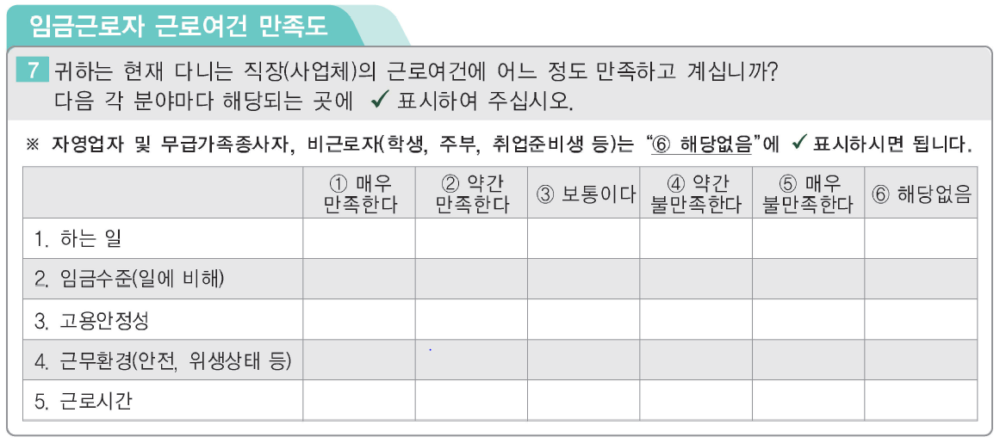 임금근로자 근로여건 만족도
7 귀하는 현재 다니는 직장(사업체)의 근로여건에 어느 정도 만족하고 계십니까?
다음 각 분야마다 해당되는 곳에 ✓ 표시하여 주십시오.
※ 자영업자 및 무급가족종사자, 비근로자(학생, 주부, 취업준비생 등)는 “⑥ 해당없음”에 ✓ 표시하시면 됩니다.
① 매우 만족한다 ② 약간 만족한다 ③ 보통이다 ④ 약간 불만족한다 ⑤ 매우 불만족한다 ⑥ 해당없음
1. 하는 일
2. 임금수준(일에 비해)
3. 고용안정성
4. 근무환경(안전, 위생상태 등)
5. 근로시간